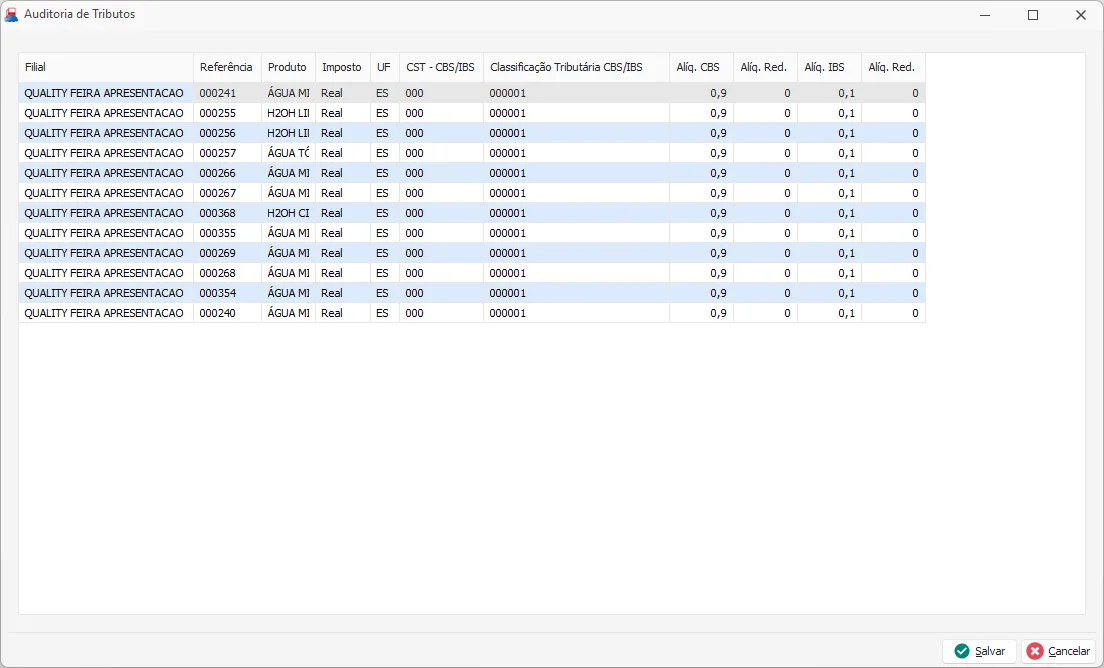 Auditoria de Tributos
Filial Referência Produto Imposto UF CST - CBS/IBS Classificação Tributária CBS/IBS Alíq. CBS Alíq. Red. Alíq. IBS Alíq. Red.
QUALITY FEIRA APRESENTACAO 000241 ÁGUA MI Real ES 000 000001 0,9 0 0,1 0
QUALITY FEIRA APRESENTACAO 000255 H2OH LI Real ES 000 000001 0,9 0 0,1 0
QUALITY FEIRA APRESENTACAO 000256 H2OH LI Real ES 000 000001 0,9 0 0,1 0
QUALITY FEIRA APRESENTACAO 000257 ÁGUA TÔ Real ES 000 000001 0,9 0 0,1 0
QUALITY FEIRA APRESENTACAO 000266 ÁGUA MI Real ES 000 000001 0,9 0 0,1 0
QUALITY FEIRA APRESENTACAO 000267 ÁGUA MI Real ES 000 000001 0,9 0 0,1 0
QUALITY FEIRA APRESENTACAO 000368 H2OH CI Real ES 000 000001 0,9 0 0,1 0
QUALITY FEIRA APRESENTACAO 000355 ÁGUA MI Real ES 000 000001 0,9 0 0,1 0
QUALITY FEIRA APRESENTACAO 000269 ÁGUA MI Real ES 000 000001 0,9 0 0,1 0
QUALITY FEIRA APRESENTACAO 000268 ÁGUA MI Real ES 000 000001 0,9 0 0,1 0
QUALITY FEIRA APRESENTACAO 000354 ÁGUA MI Real ES 000 000001 0,9 0 0,1 0
QUALITY FEIRA APRESENTACAO 000240 ÁGUA MI Real ES 000 000001 0,9 0 0,1 0
Salvar Cancelar